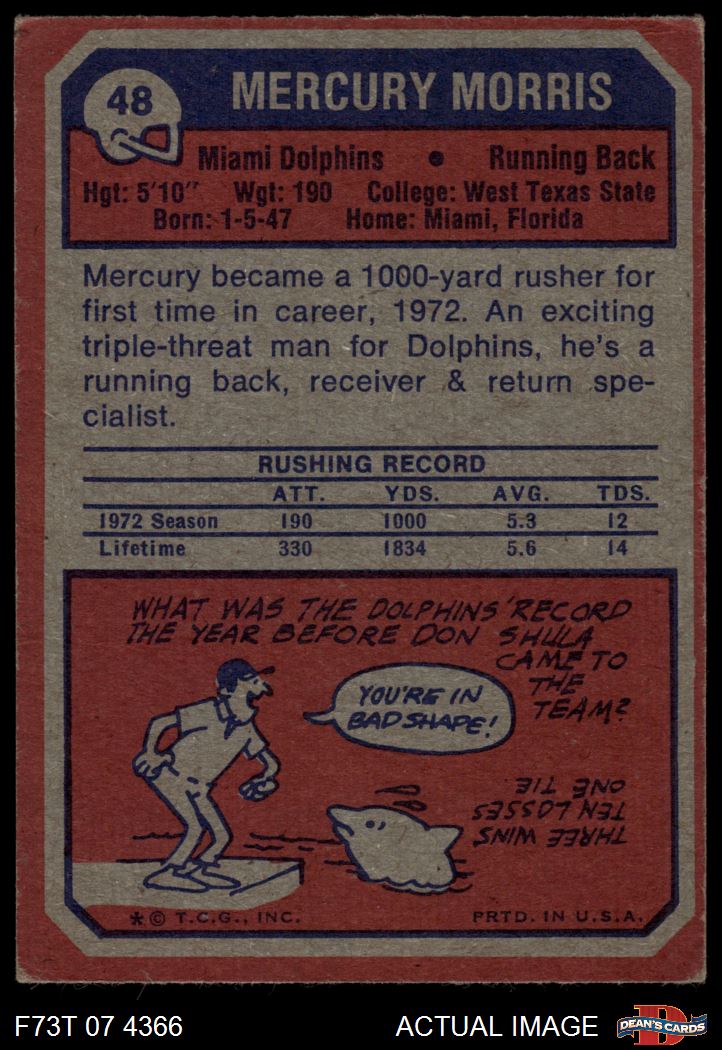 48
MERCURY MORRIS
Miami Dolphins • Running Back
Hgt: 5'10" Wgt: 190 College: West Texas State
Born: 1-5-47 Home: Miami, Florida
Mercury became a 1000-yard rusher for
first time in career, 1972. An exciting
triple-threat man for Dolphins, he's a
running back, receiver & return spe-
cialist.
RUSHING RECORD
ATT. YDS. AVG. TDS.
1972 Season 190 1000 5.3 12
Lifetime 330 1834 5.6 14
WHAT WAS THE DOLPHINS' RECORD
THE YEAR BEFORE DON SHULA
CAME TO
THE
TEAM?
YOU'RE IN
BAD SHAPE!
THREE WINS
TEN LOSSES
ONE TIE.
* © T.C.G., INC. PRTD. IN U.S.A.
F73T 07 4366 ACTUAL IMAGE
D
DEAN'S CARDS